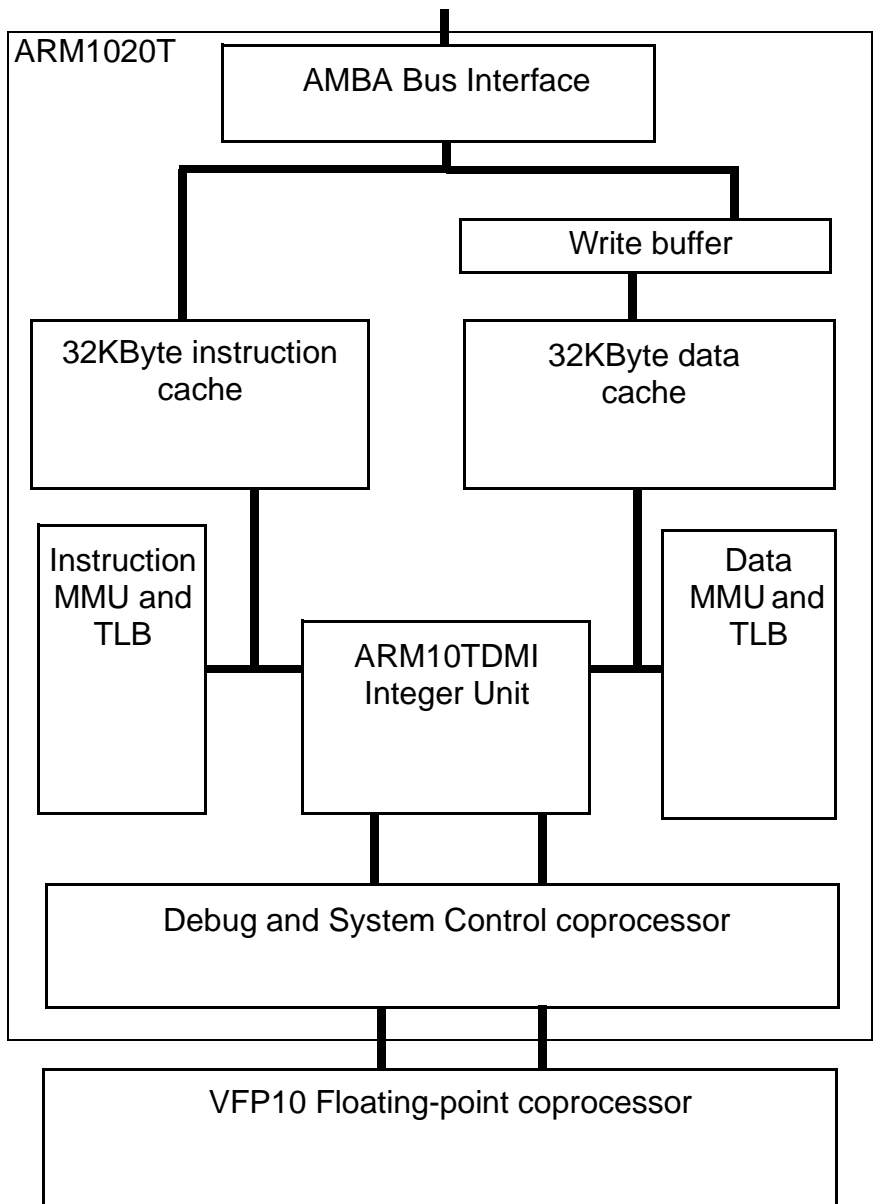 ARM1020T
AMBA Bus Interface
Write buffer
32KByte instruction
cache
32KByte data
cache
Instruction
MMU and
TLB
Data
MMU and
TLB
ARM10TDMI
Integer Unit
Debug and System Control coprocessor
VFP10 Floating-point coprocessor